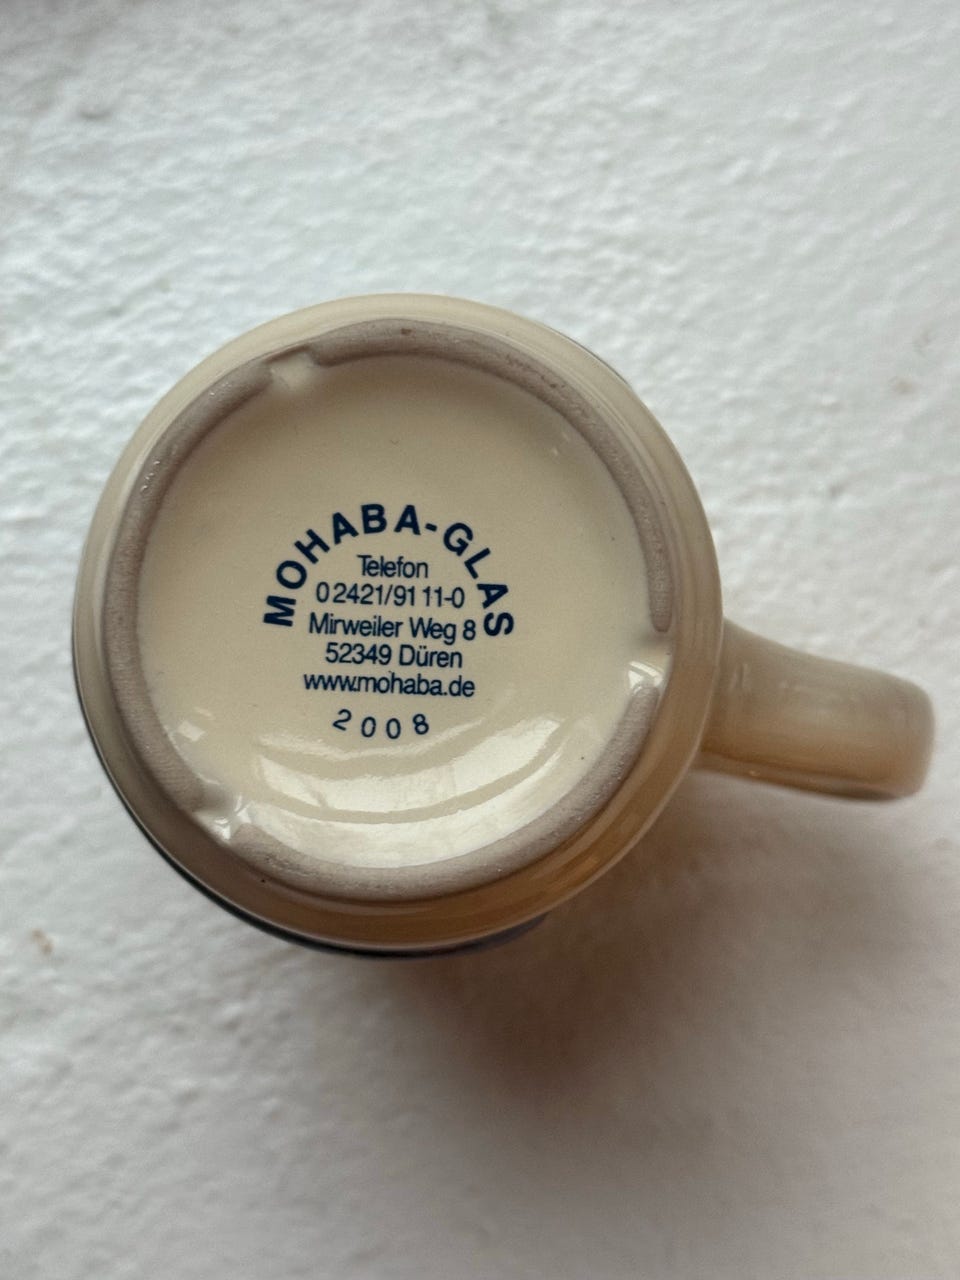 MOHABA-GLAS
Telefon
0 2421/91 11-0
Mirweiler Weg 8
52349 Düren
www.mohaba.de
2008